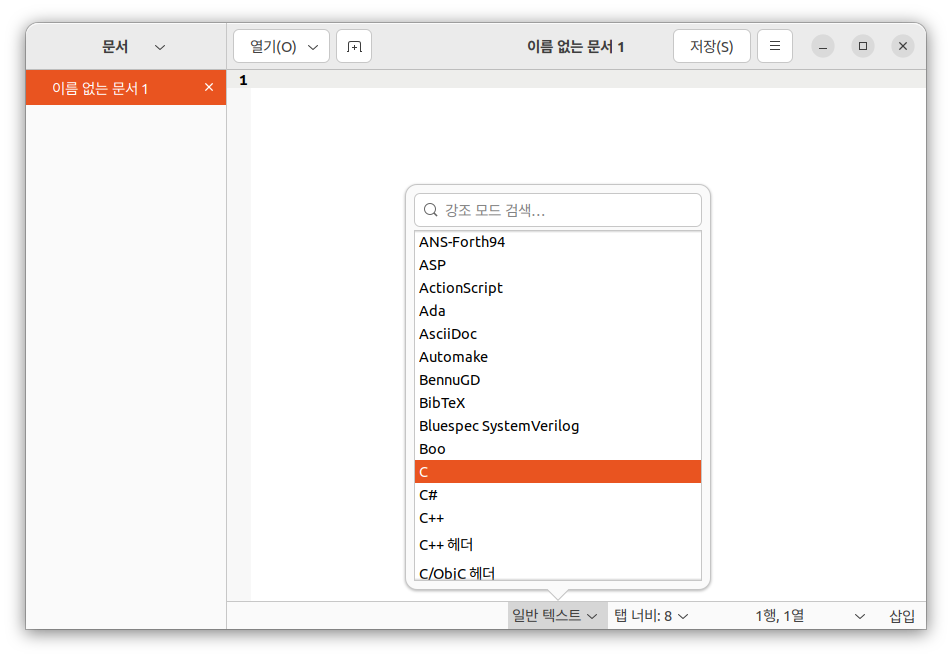 문서
열기(O)
이름 없는 문서 1
저장(S)
이름 없는 문서 1
1
강조 모드 검색...
ANS-Forth94
ASP
ActionScript
Ada
AsciiDoc
Automake
BennuGD
BibTeX
Bluespec SystemVerilog
Boo
C
C#
C++
C++ 헤더
C/ObjC 헤더
일반 텍스트
탭 너비: 8
1행, 1열
삽입